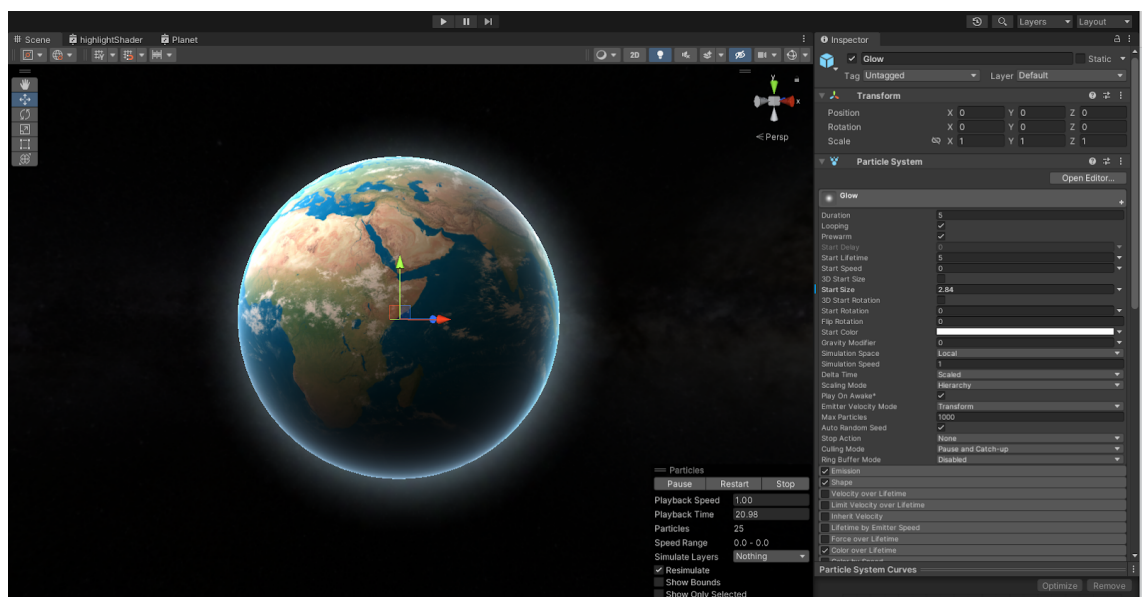 Layers
Layout
Scene
highlightShader
Planet
2D
y
x
Persp
Particles
Pause Restart Stop
Playback Speed 1.00
Playback Time 20.98
Particles 25
Speed Range 0.0 - 0.0
Simulate Layers Nothing
Resimulate
Show Bounds
Show Only Selected
Inspector
Glow Static
Tag Untagged Layer Default
Transform
Position X 0 Y 0 Z 0
Rotation X 0 Y 0 Z 0
Scale X 1 Y 1 Z 1
Particle System
Open Editor...
Glow
Duration 5
Looping
Prewarm
Start Delay 0
Start Lifetime 5
Start Speed 0
3D Start Size
Start Size 2.84
3D Start Rotation
Start Rotation 0
Flip Rotation 0
Start Color
Gravity Modifier 0
Simulation Space Local
Simulation Speed 1
Delta Time Scaled
Scaling Mode Hierarchy
Play On Awake*
Emitter Velocity Mode Transform
Max Particles 1000
Auto Random Seed
Stop Action None
Culling Mode Pause and Catch-up
Ring Buffer Mode Disabled
Emission
Shape
Velocity over Lifetime
Limit Velocity over Lifetime
Inherit Velocity
Lifetime by Emitter Speed
Force over Lifetime
Color over Lifetime
Color by Speed
Particle System Curves
Optimize Remove